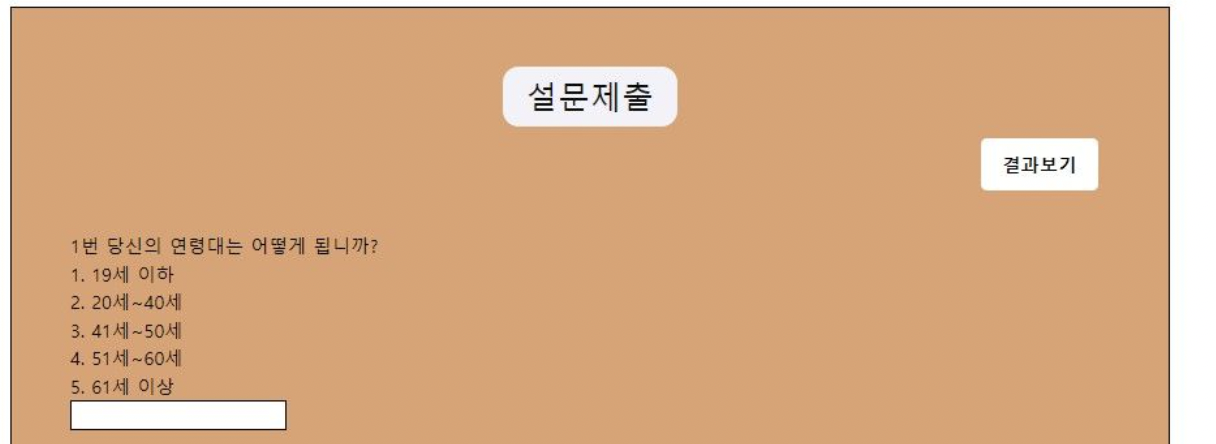 설문제출
결과보기
1번 당신의 연령대는 어떻게 됩니까?
1. 19세 이하
2. 20세~40세
3. 41세~50세
4. 51세~60세
5. 61세 이상